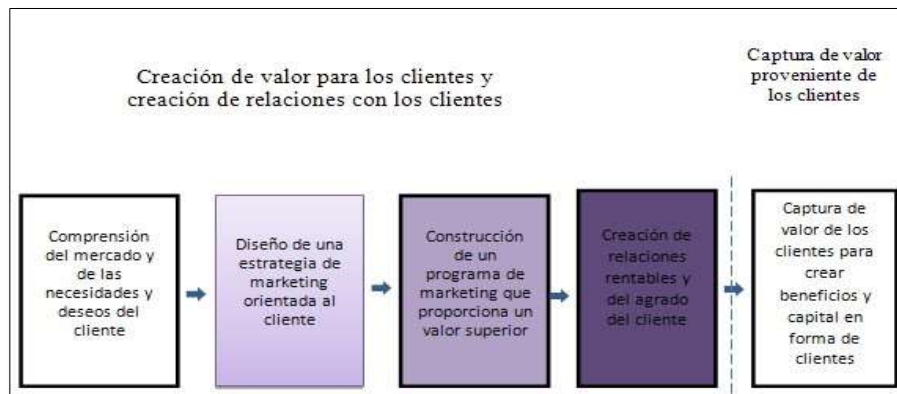 Creación de valor para los clientes y
creación de relaciones con los clientes
Captura de valor
proveniente de
los clientes
Comprensión
del mercado y
de las
necesidades y
deseos del
cliente
Diseño de una
estrategia de
marketing
orientada al
cliente
Construcción
de un
programa de
marketing que
proporciona un
valor superior
Creación de
relaciones
rentables y
del agrado
del cliente
Captura de
valor de los
clientes para
crear
beneficios y
capital en
forma de
clientes